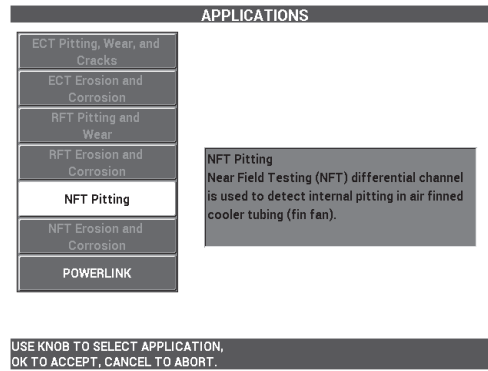 APPLICATIONS
ECT Pitting, Wear, and
Cracks
ECT Erosion and
Corrosion
RFT Pitting and
Wear
RFT Erosion and
Corrosion
NFT Pitting
NFT Erosion and
Corrosion
POWERLINK
NFT Pitting
Near Field Testing (NFT) differential channel
is used to detect internal pitting in air finned
cooler tubing (fin fan).
USE KNOB TO SELECT APPLICATION,
OK TO ACCEPT, CANCEL TO ABORT.